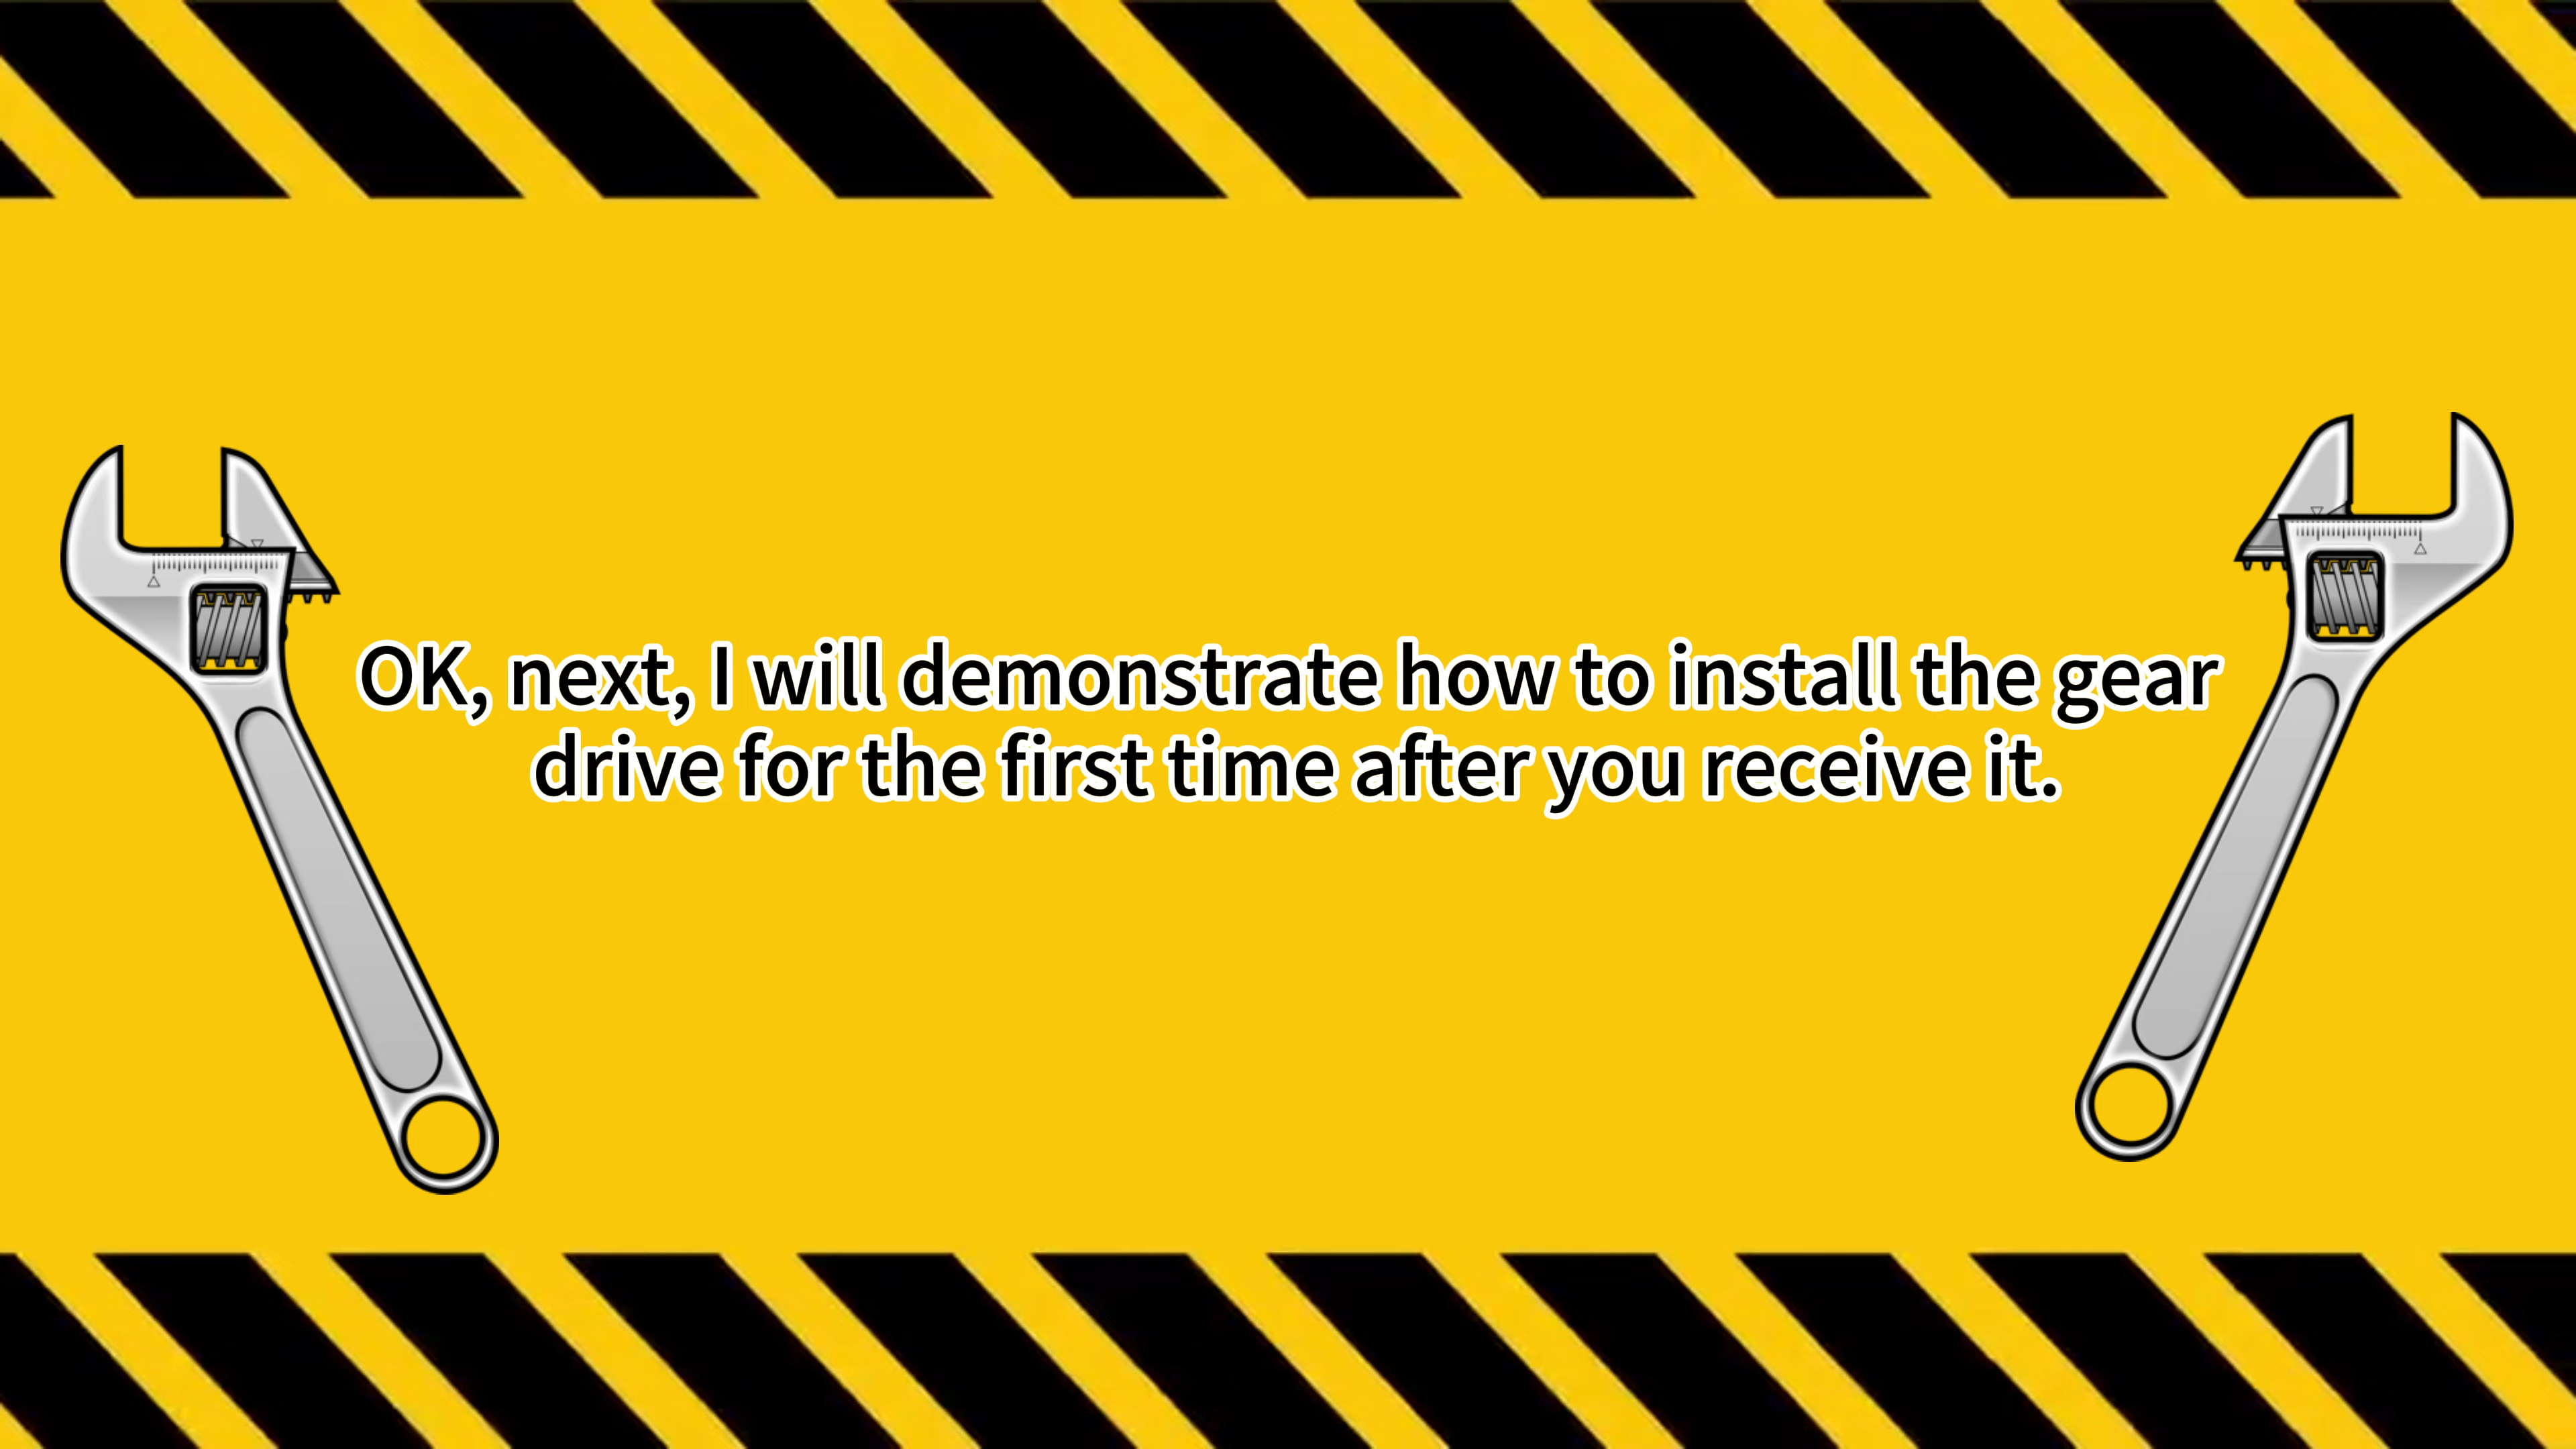 OK, next, I will demonstrate how to install the gear
drive for the first time after you receive it.